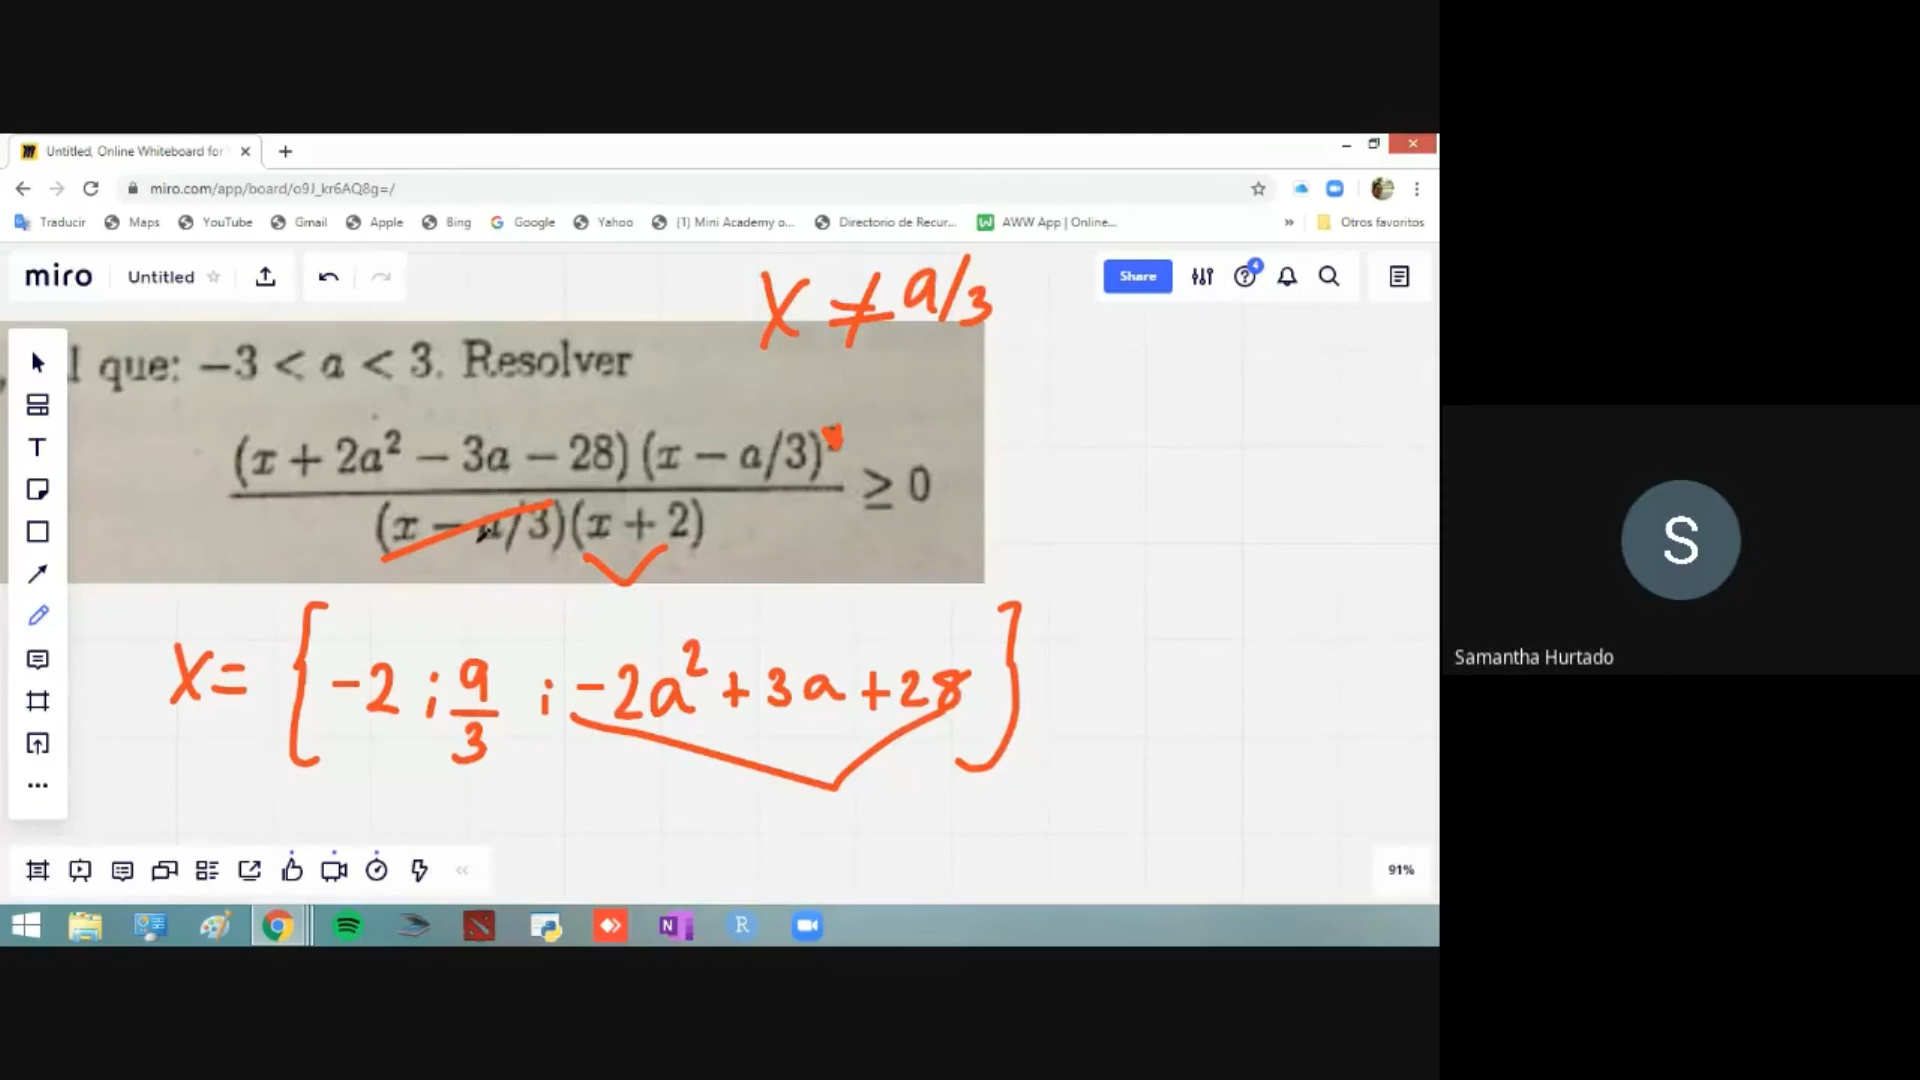 Untitled, Online Whiteboard for
miro.com/app/board/o9J_kr6AQ8g=/
Traducir Maps YouTube Gmail Apple Bing Google Yahoo (1) Mini Academy o... Directorio de Recur... AWW App | Online... » Otros favoritos
miro Untitled Share 4
x ≠ a/3
l que: −3 < a < 3. Resolver
(x + 2a² − 3a − 28) (x − a/3)
≥ 0
(x − a/3)(x + 2)
x = { -2 ; a/3 ; -2a² + 3a + 28 }
91%
S
Samantha Hurtado